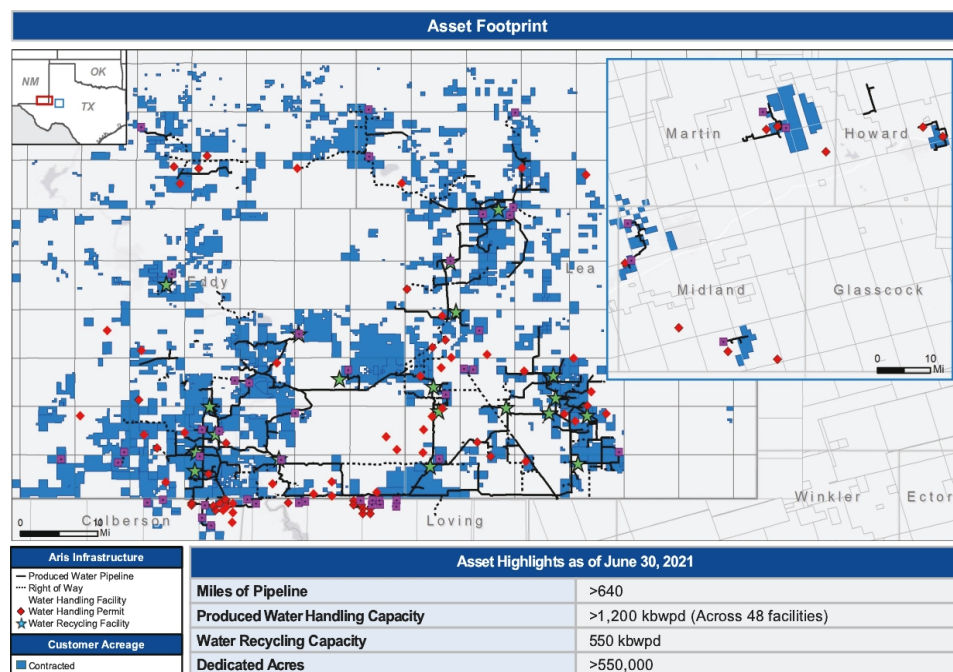 Asset Footprint
NM
OK
TX
Martin
Howard
Eddy
Lea
Midland
Glasscock
0 10
Mi
Culberson
0 10
Mi
Loving
Winkler
Ector
Aris Infrastructure
Produced Water Pipeline
Right of Way
Water Handling Facility
Water Handling Permit
Water Recycling Facility
Customer Acreage
Contracted
Asset Highlights as of June 30, 2021
Miles of Pipeline >640
Produced Water Handling Capacity >1,200 kbwpd (Across 48 facilities)
Water Recycling Capacity 550 kbwpd
Dedicated Acres >550,000